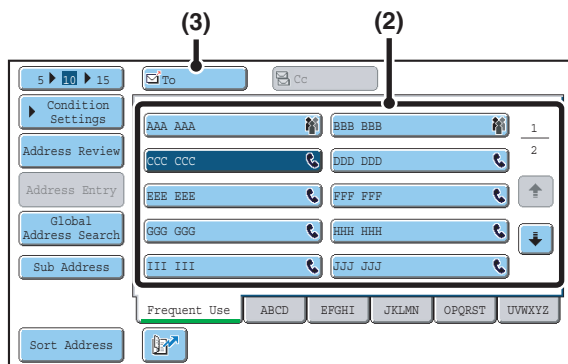 (3) (2)
5 10 15 To Cc
Condition
Settings
Address Review
Address Entry
Global
Address Search
Sub Address
Sort Address
AAA AAA BBB BBB
CCC CCC DDD DDD
EEE EEE FFF FFF
GGG GGG HHH HHH
III III JJJ JJJ
1
2
Frequent Use ABCD EFGHI JKLMN OPQRST UVWXYZ